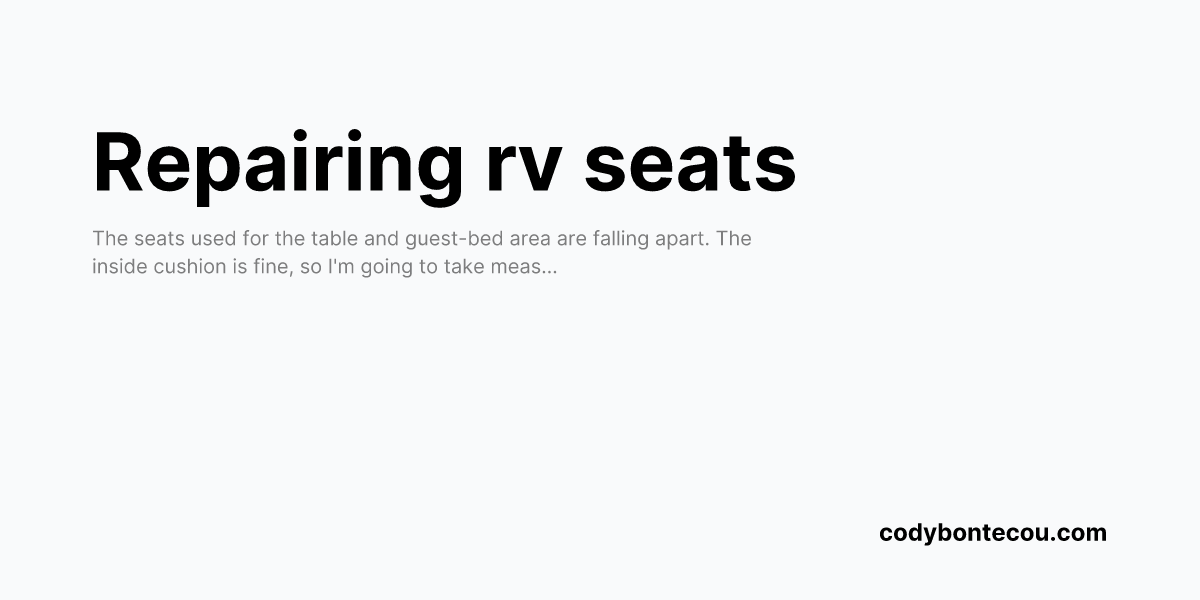 Repairing rv seats
The seats used for the table and guest-bed area are falling apart. The
inside cushion is fine, so I'm going to take meas...
codybontecou.com